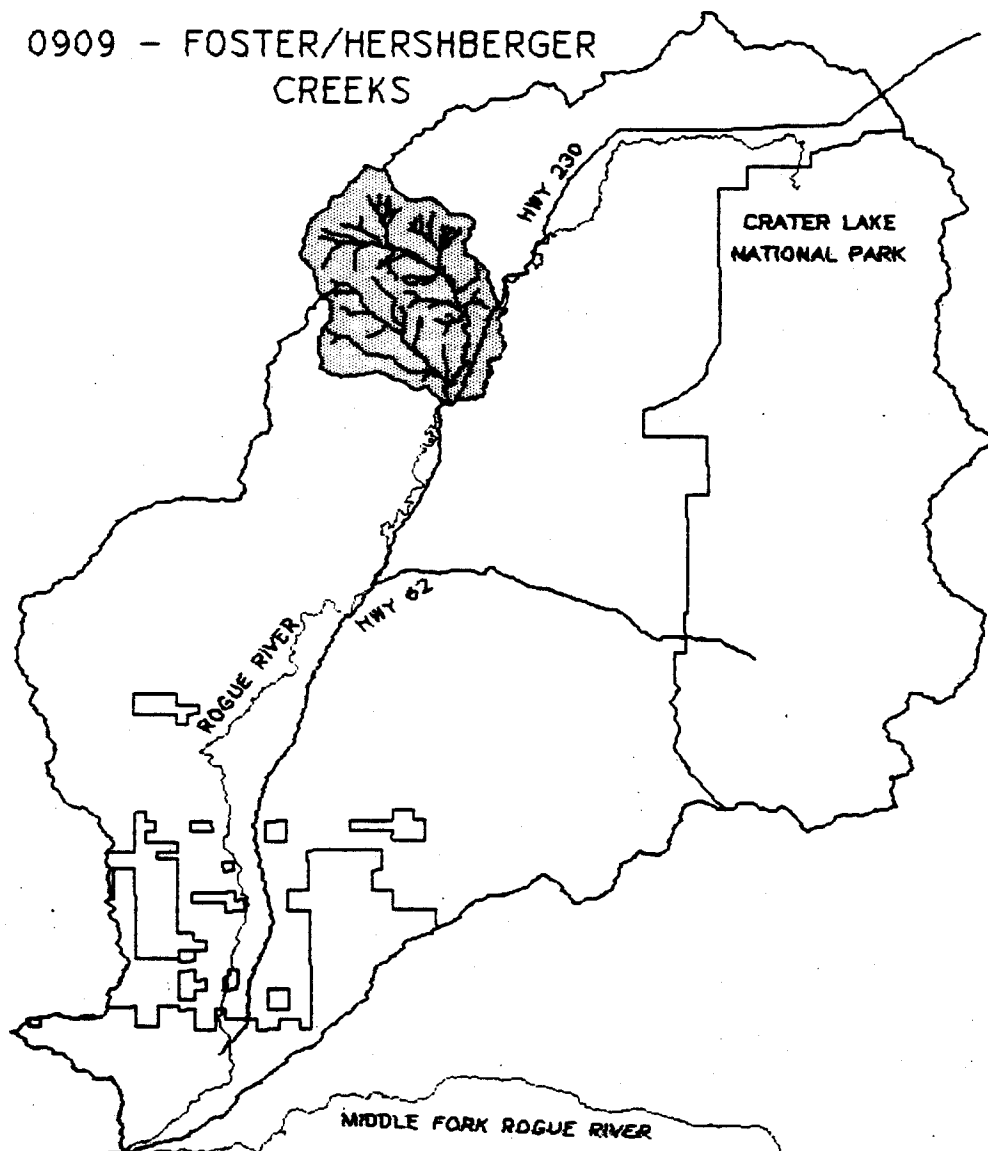 0909 - FOSTER/HERSHBERGER
CREEKS
HWY 230
CRATER LAKE
NATIONAL PARK
HWY 62
ROGUE RIVER
MIDDLE FORK ROGUE RIVER